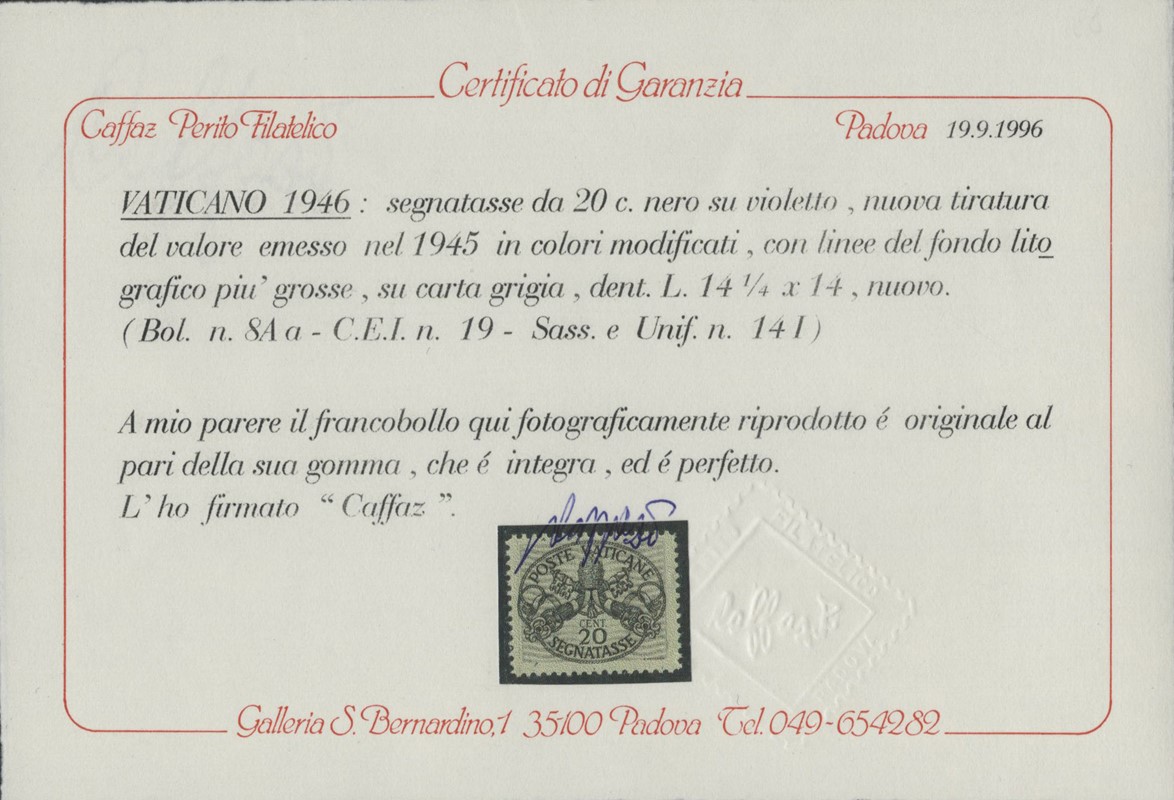 Certificato di Garanzia
Caffaz Perito Filatelico Padova 19.9.1996
VATICANO 1946 : segnatasse da 20 c. nero su violetto , nuova tiratura
del valore emesso nel 1945 in colori modificati , con linee del fondo lito
grafico piu' grosse , su carta grigia , dent. L. 14 ¼ x 14 , nuovo.
( Bol. n. 8A a - C.E.I. n. 19 - Sass. e Unif. n. 14 I )
A mio parere il francobollo qui fotograficamente riprodotto é originale al
pari della sua gomma , che é integra , ed é perfetto.
L' ho firmato “ Caffaz ”.
POSTE VATICANE
CENT
20
SEGNATASSE
Galleria S. Bernardino, 1 35100 Padova Tel. 049-654282